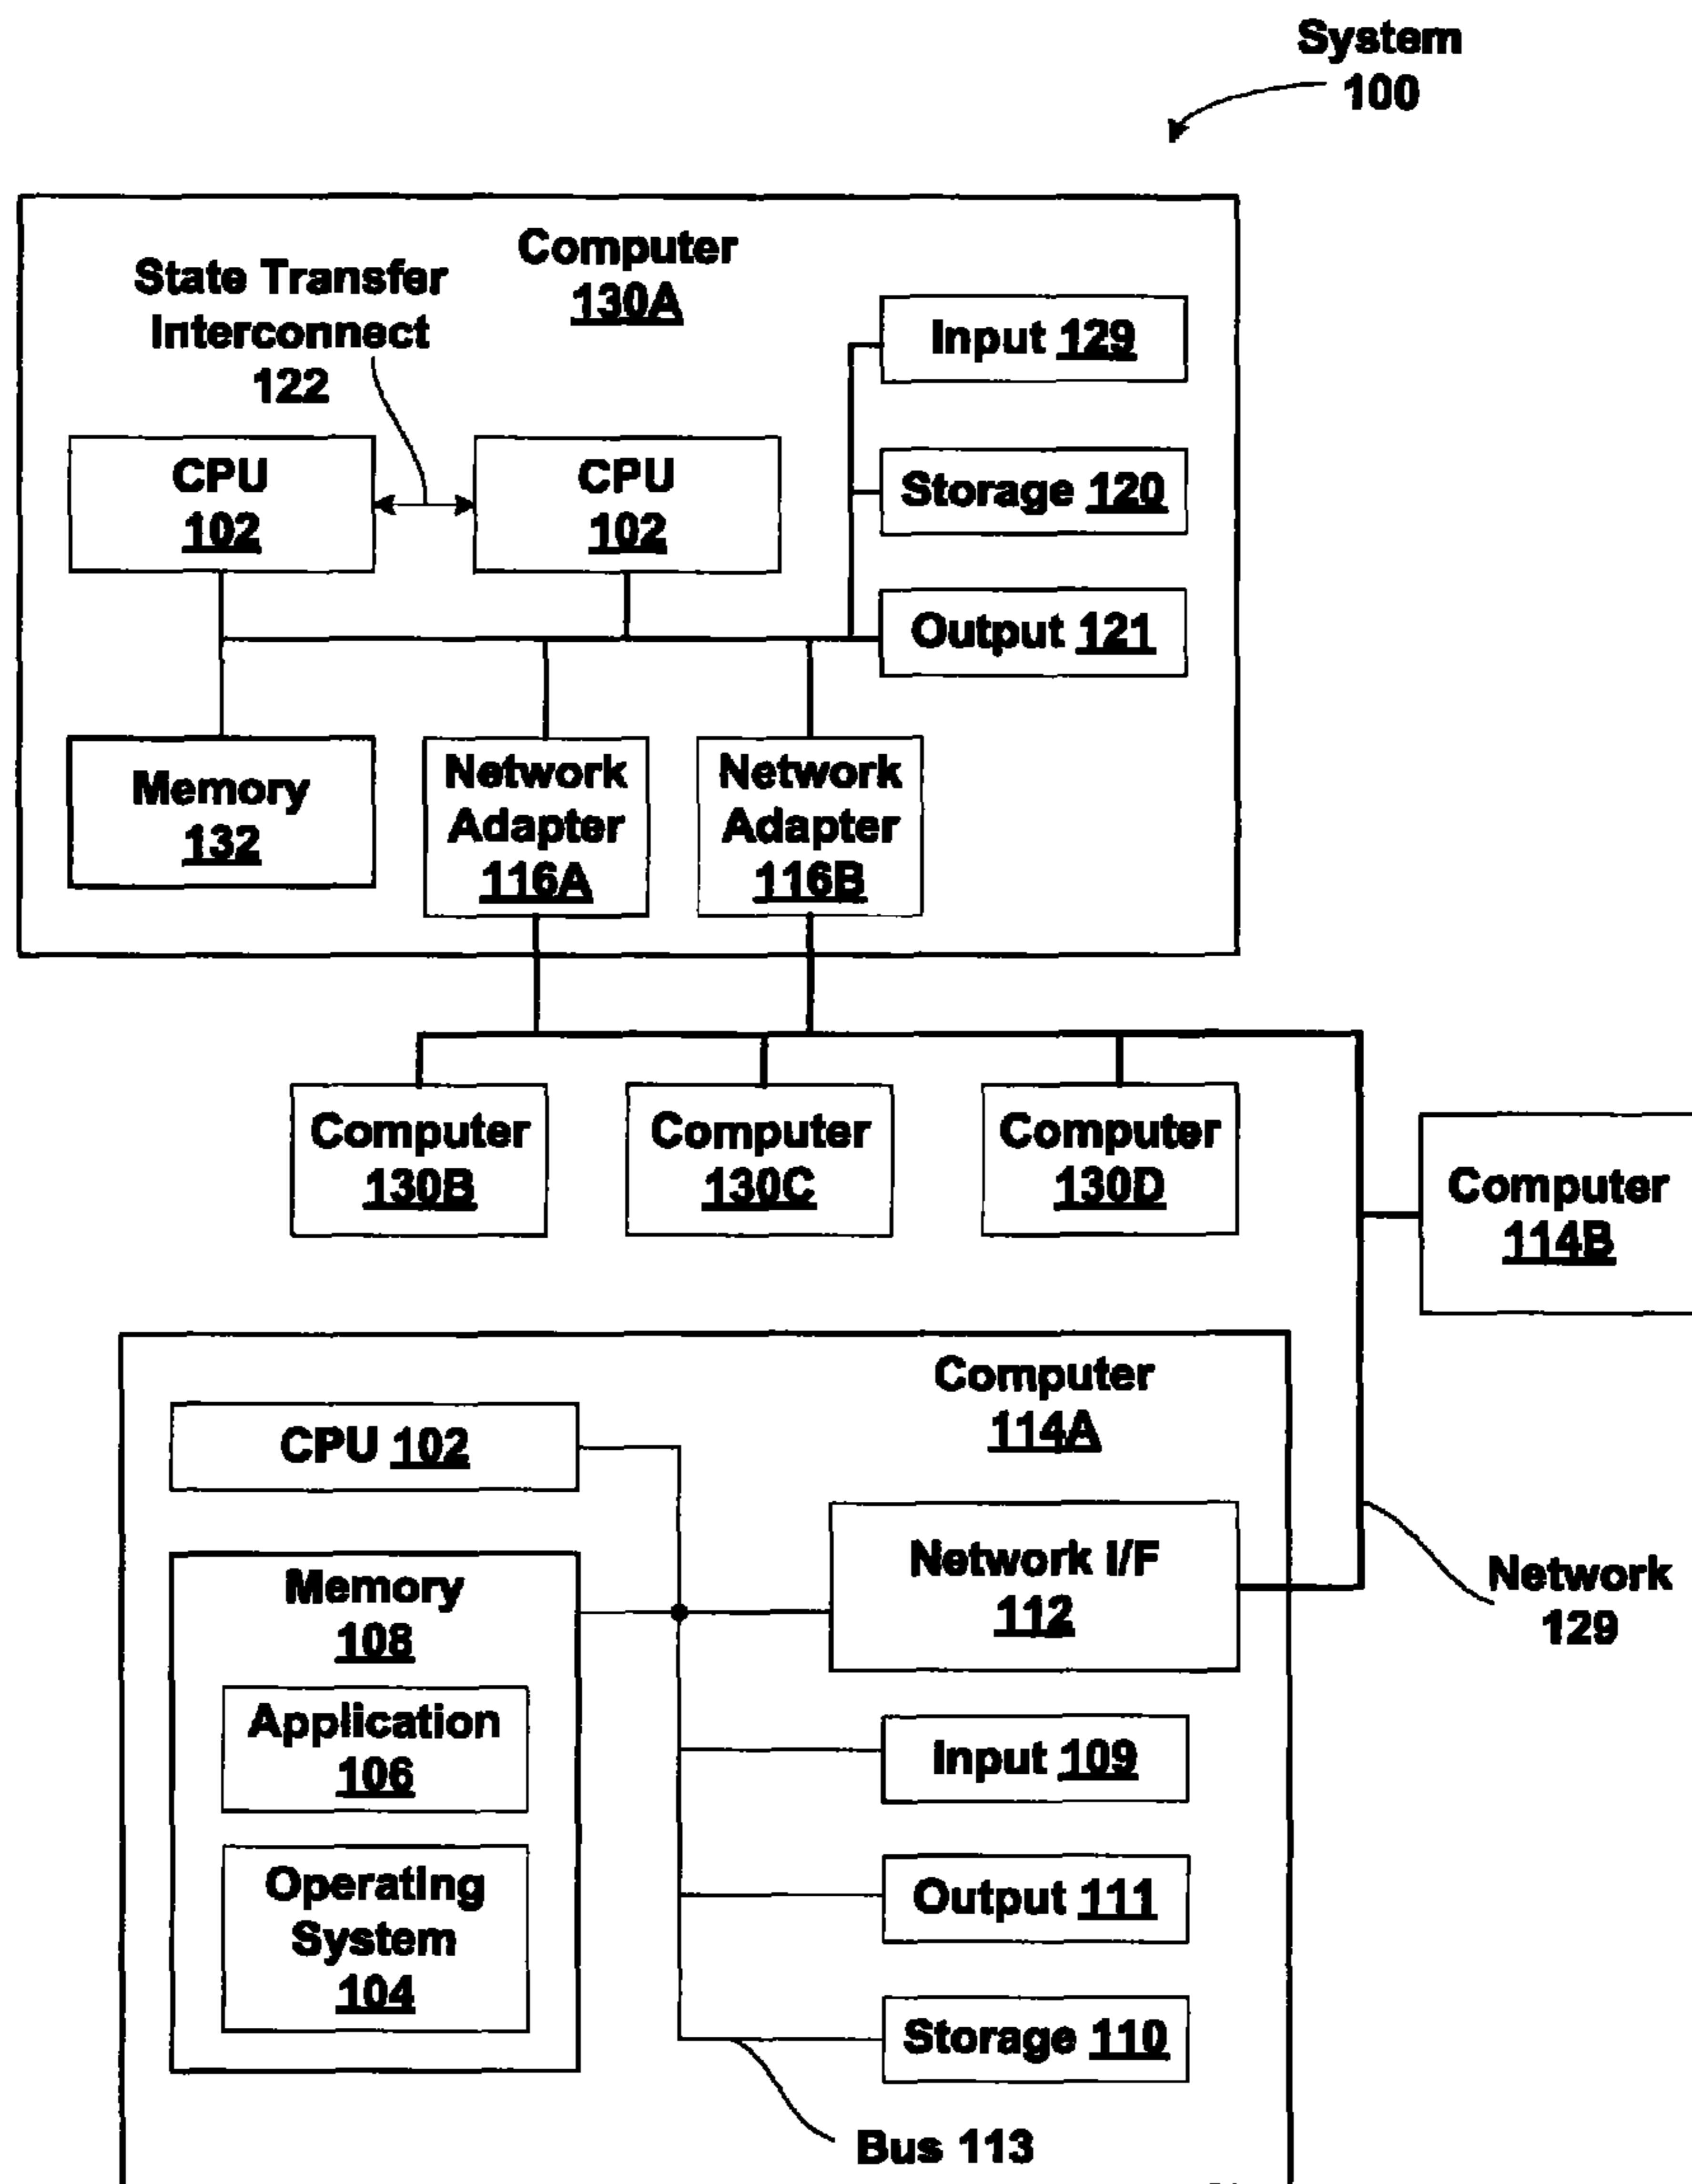 System
100
Computer
130A
State Transfer
Interconnect
122
Input 129
CPU
102
CPU
102
Storage 120
Output 121
Memory
132
Network
Adapter
116A
Network
Adapter
116B
Computer
130B
Computer
130C
Computer
130D
Computer
114B
Computer
114A
CPU 102
Network I/F
112
Network
129
Memory
108
Application
106
Operating
System
104
Input 109
Output 111
Storage 110
Bus 113